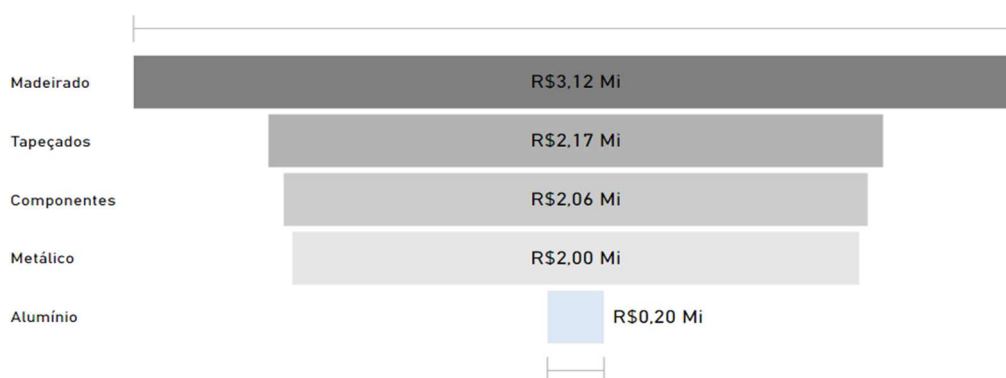 Madeirado R$3,12 Mi
Tapeçados R$2,17 Mi
Componentes R$2,06 Mi
Metálico R$2,00 Mi
Alumínio R$0,20 Mi